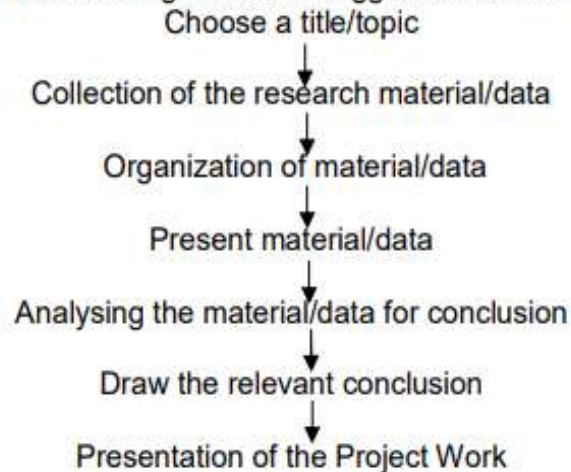 Choose a title/topic
Collection of the research material/data
Organization of material/data
Present material/data
Analysing the material/data for conclusion
Draw the relevant conclusion
Presentation of the Project Work